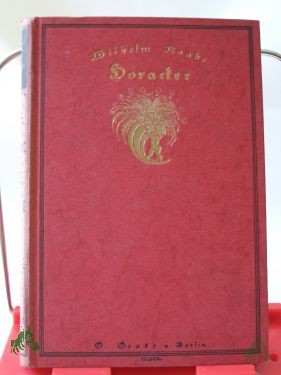 Wilhelm Raabe
Horacker
G. Grote • Berlin